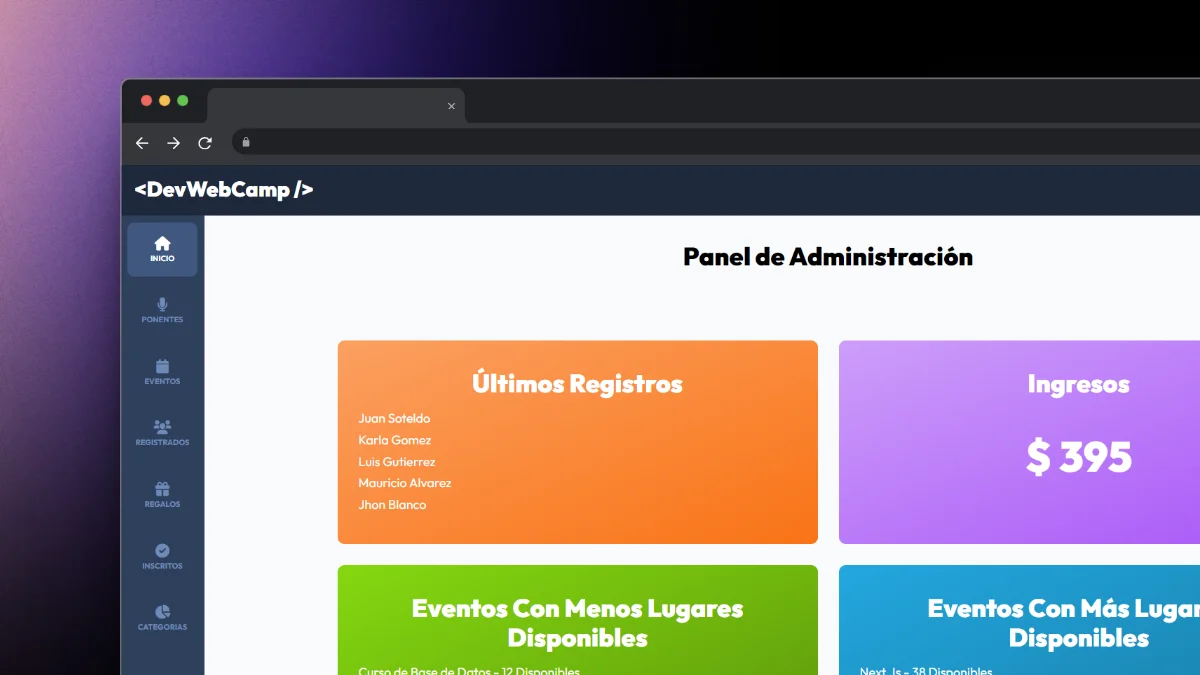 <DevWebCamp />
INICIO
PONENTES
EVENTOS
REGISTRADOS
REGALOS
INSCRITOS
CATEGORIAS
Panel de Administración
Últimos Registros
Juan Soteldo
Karla Gomez
Luis Gutierrez
Mauricio Alvarez
Jhon Blanco
Ingresos
$ 395
Eventos Con Menos Lugares
Disponibles
Curso de Base de Datos - 12 Disponibles
Eventos Con Más Lugar
Disponibles
Next.Js - 38 Disponibles